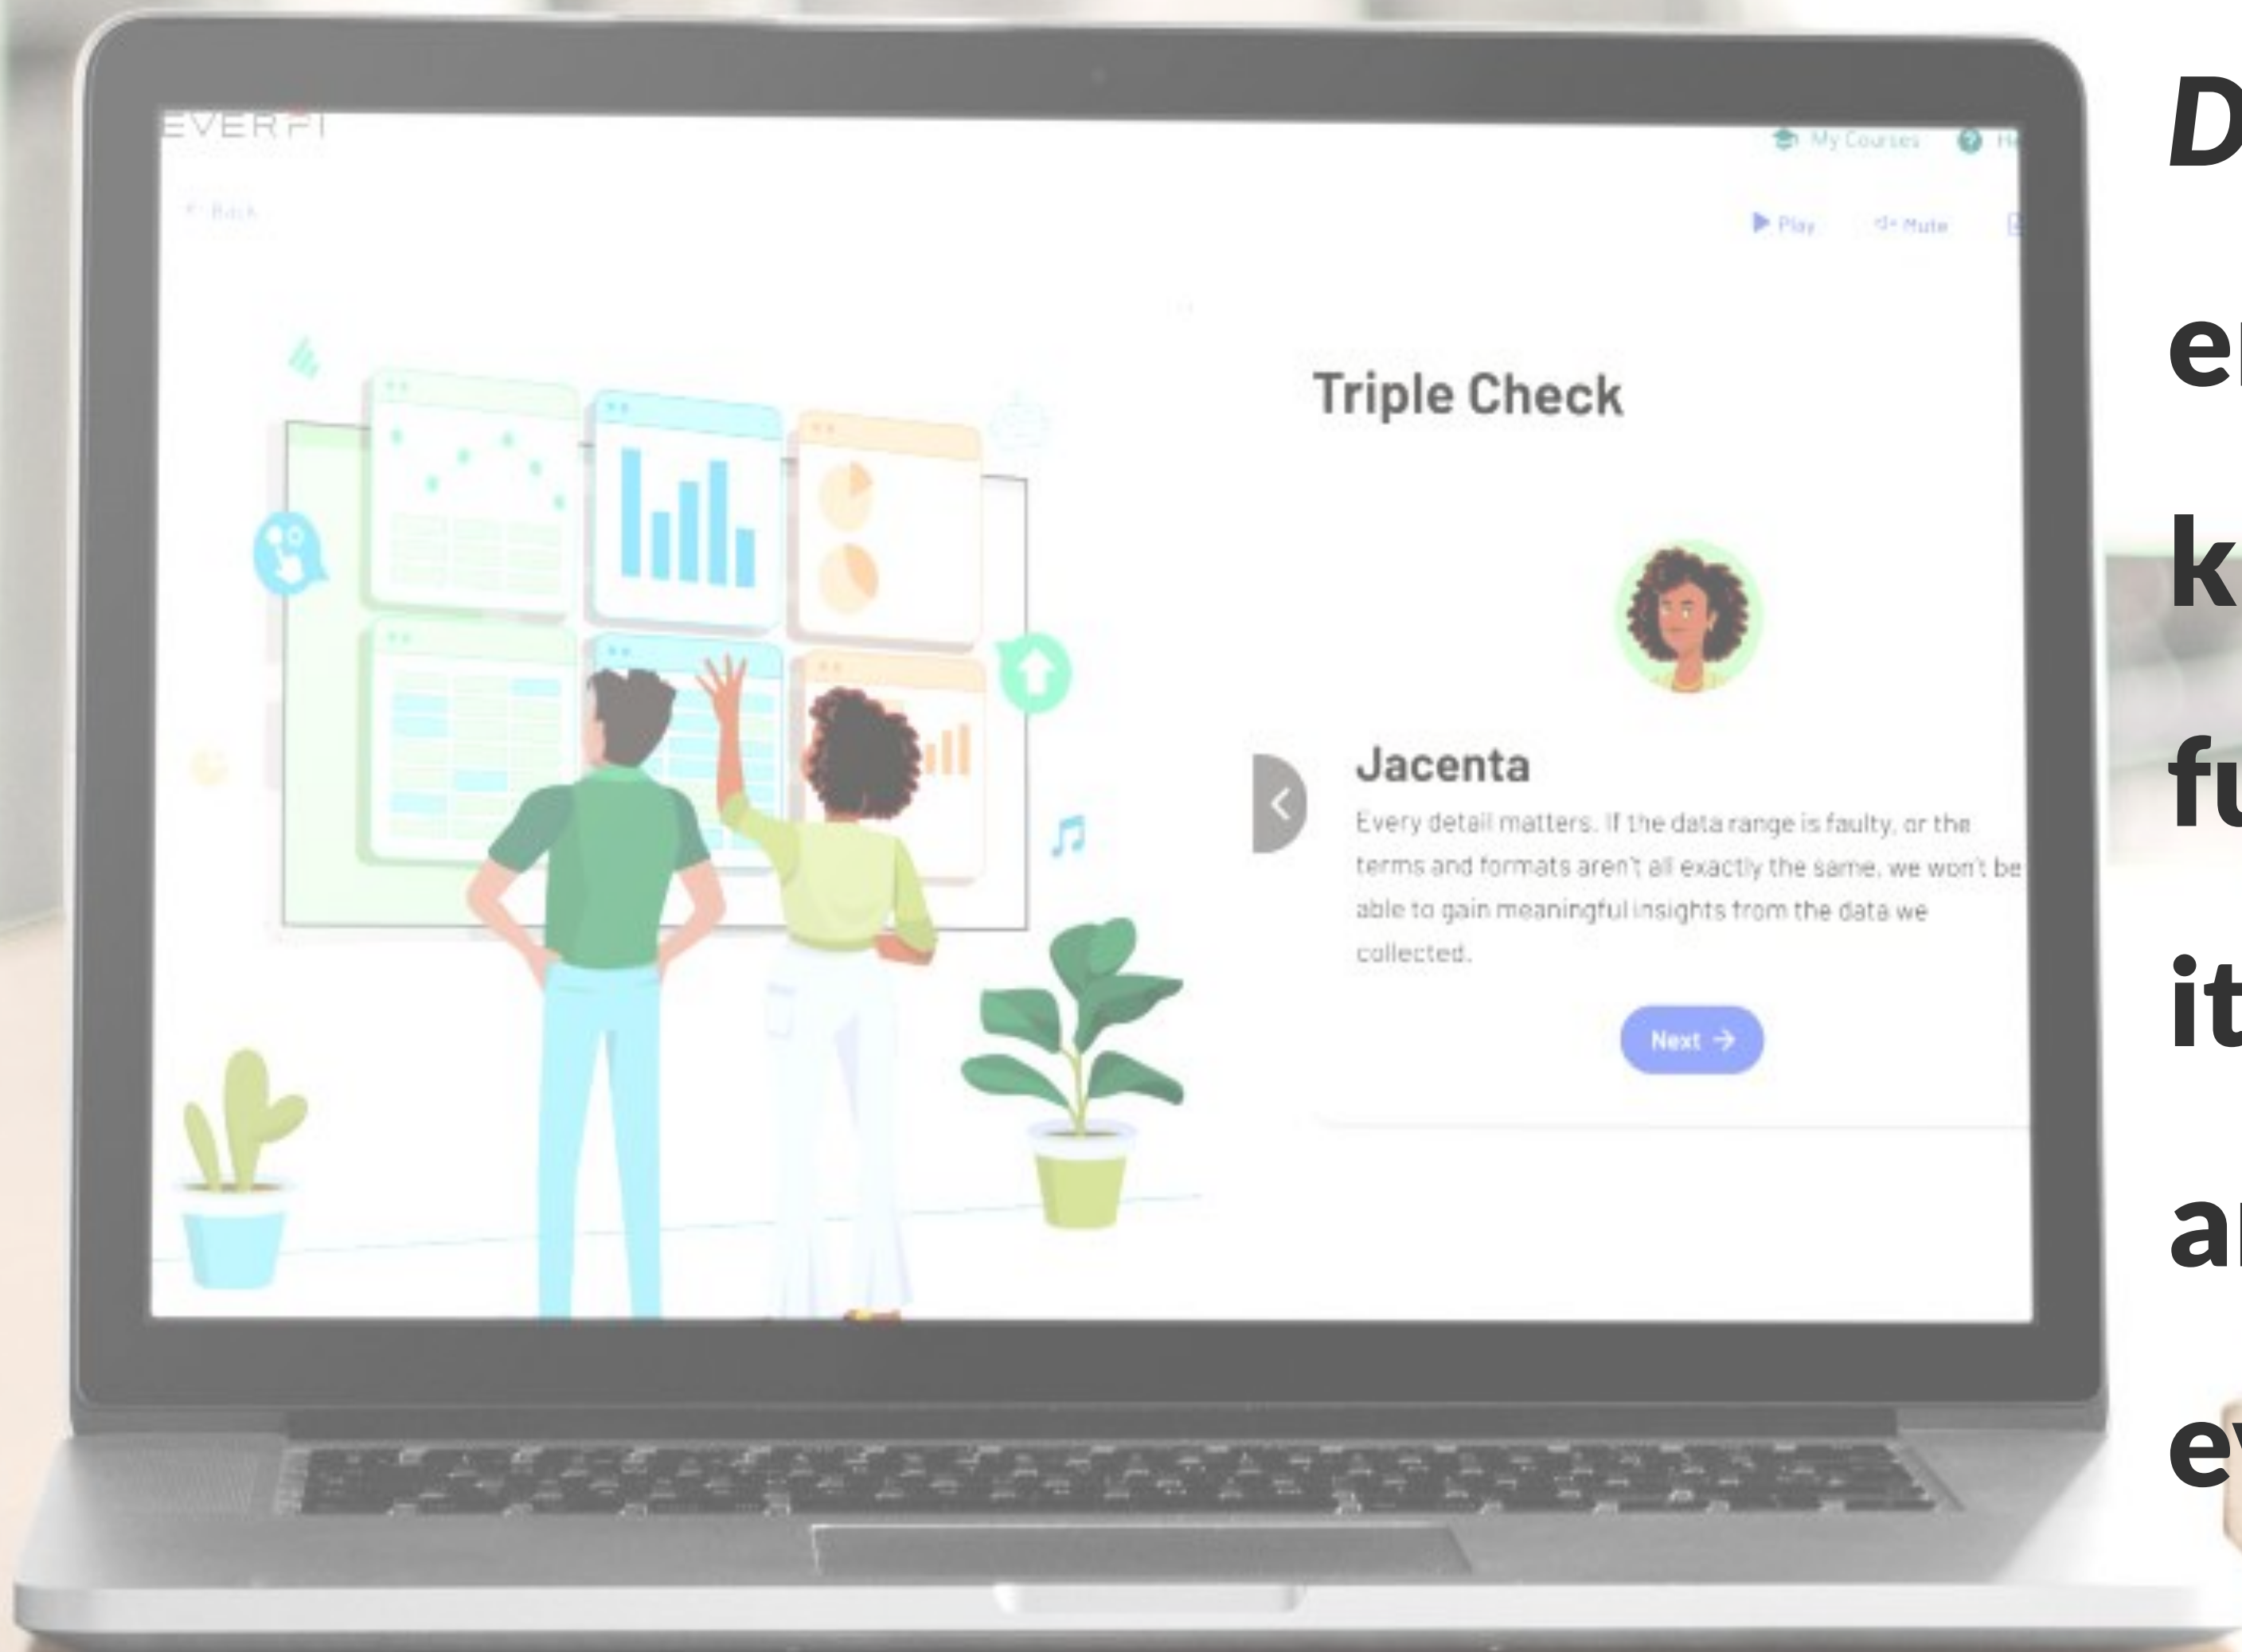 EVERFI
My Courses
Back
Play Mute
Triple Check
Jacenta
Every detail matters. If the data range is faulty, or the
terms and formats aren't all exactly the same, we won't be
able to gain meaningful insights from the data we
collected.
Next